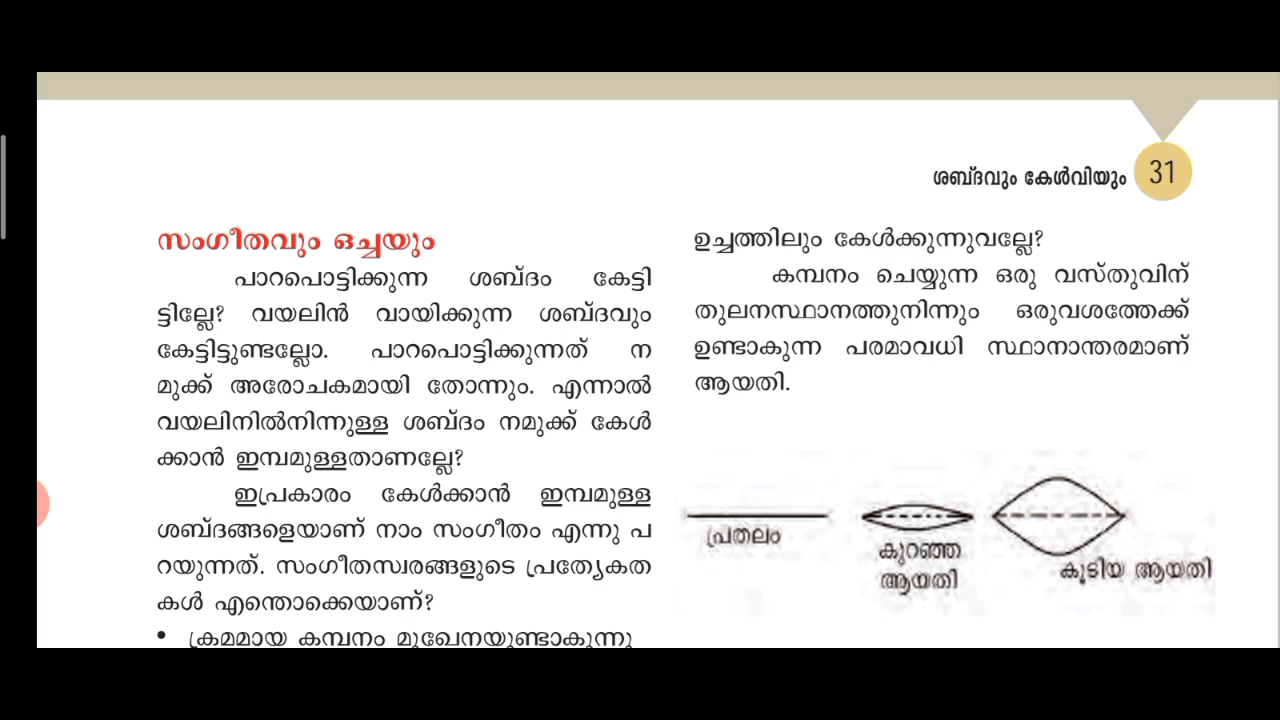 ശബ്ദവും കേൾവിയും 31
സംഗീതവും ഒച്ചയും
പാറപൊട്ടിക്കുന്ന ശബ്ദം കേട്ടി
ട്ടില്ലേ? വയലിൻ വായിക്കുന്ന ശബ്ദവും
കേട്ടിട്ടുണ്ടല്ലോ. പാറപൊട്ടിക്കുന്നത് ന
മുക്ക് അരോചകമായി തോന്നും. എന്നാൽ
വയലിനിൽനിന്നുള്ള ശബ്ദം നമുക്ക് കേൾ
ക്കാൻ ഇമ്പമുള്ളതാണല്ലേ?
ഇപ്രകാരം കേൾക്കാൻ ഇമ്പമുള്ള
ശബ്ദങ്ങളെയാണ് നാം സംഗീതം എന്നു പ
റയുന്നത്. സംഗീതസ്വരങ്ങളുടെ പ്രത്യേകത
കൾ എന്തൊക്കെയാണ്?
• ക്രമമായ കമ്പനം മുഖേനയുണ്ടാകുന്നു
ഉച്ചത്തിലും കേൾക്കുന്നുവല്ലേ?
കമ്പനം ചെയ്യുന്ന ഒരു വസ്തുവിന്
തുലനസ്ഥാനത്തുനിന്നും ഒരുവശത്തേക്ക്
ഉണ്ടാകുന്ന പരമാവധി സ്ഥാനാന്തരമാണ്
ആയതി.
പ്രതലം
കുറഞ്ഞ
ആയതി
കൂടിയ ആയതി